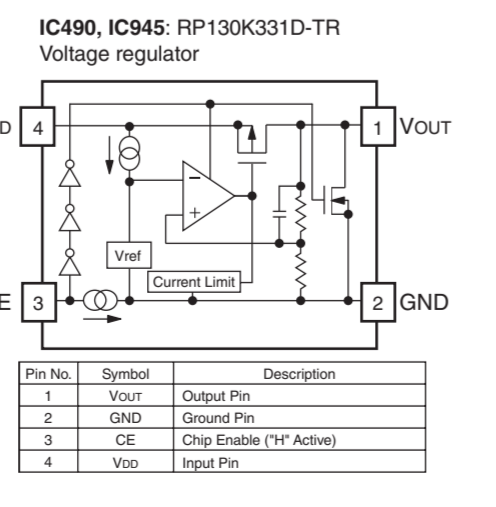 IC490, IC945: RP130K331D-TR
Voltage regulator
D 4
1 VOUT
−
+
Vref
Current Limit
E 3
2 GND
Pin No. Symbol Description
1 VOUT Output Pin
2 GND Ground Pin
3 CE Chip Enable ("H" Active)
4 VDD Input Pin